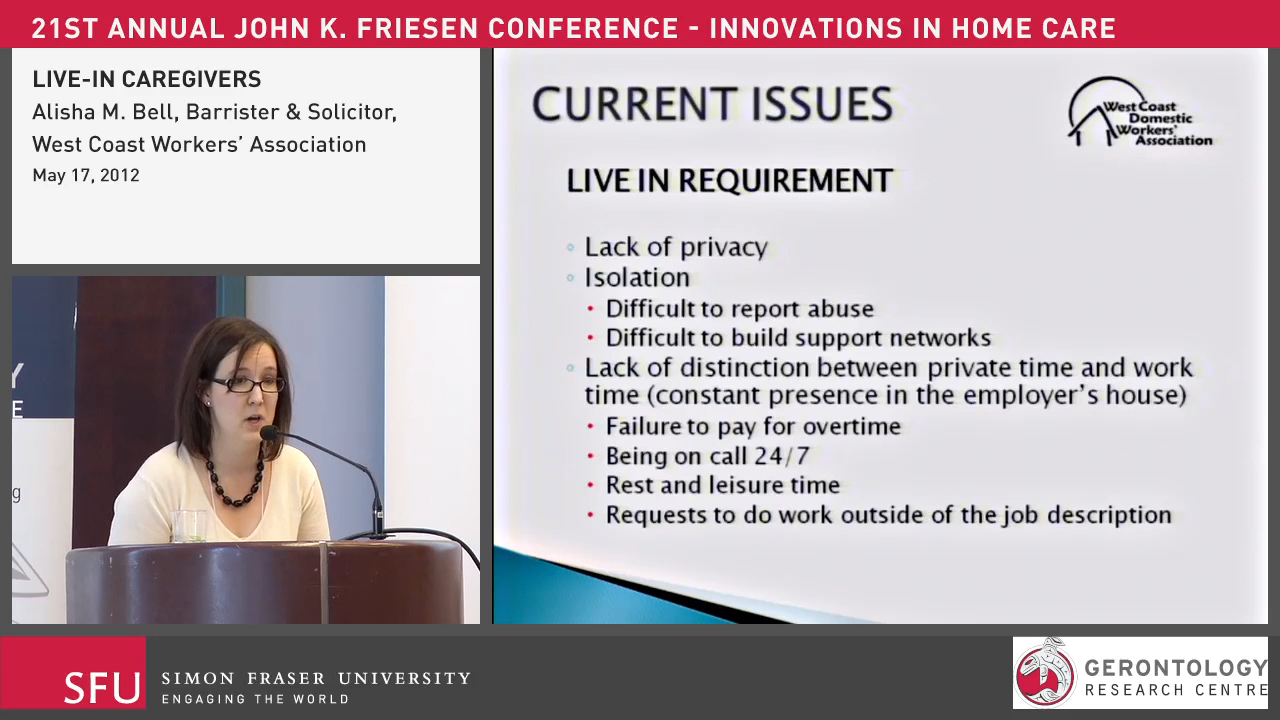 21ST ANNUAL JOHN K. FRIESEN CONFERENCE - INNOVATIONS IN HOME CARE
LIVE-IN CAREGIVERS
Alisha M. Bell, Barrister & Solicitor,
West Coast Workers’ Association
May 17, 2012
CURRENT ISSUES
West Coast
Domestic
Workers'
Association
LIVE IN REQUIREMENT
◦ Lack of privacy
◦ Isolation
• Difficult to report abuse
• Difficult to build support networks
◦ Lack of distinction between private time and work
time (constant presence in the employer’s house)
• Failure to pay for overtime
• Being on call 24/7
• Rest and leisure time
• Requests to do work outside of the job description
Y
E
g
SFU
SIMON FRASER UNIVERSITY
ENGAGING THE WORLD
GERONTOLOGY
RESEARCH CENTRE